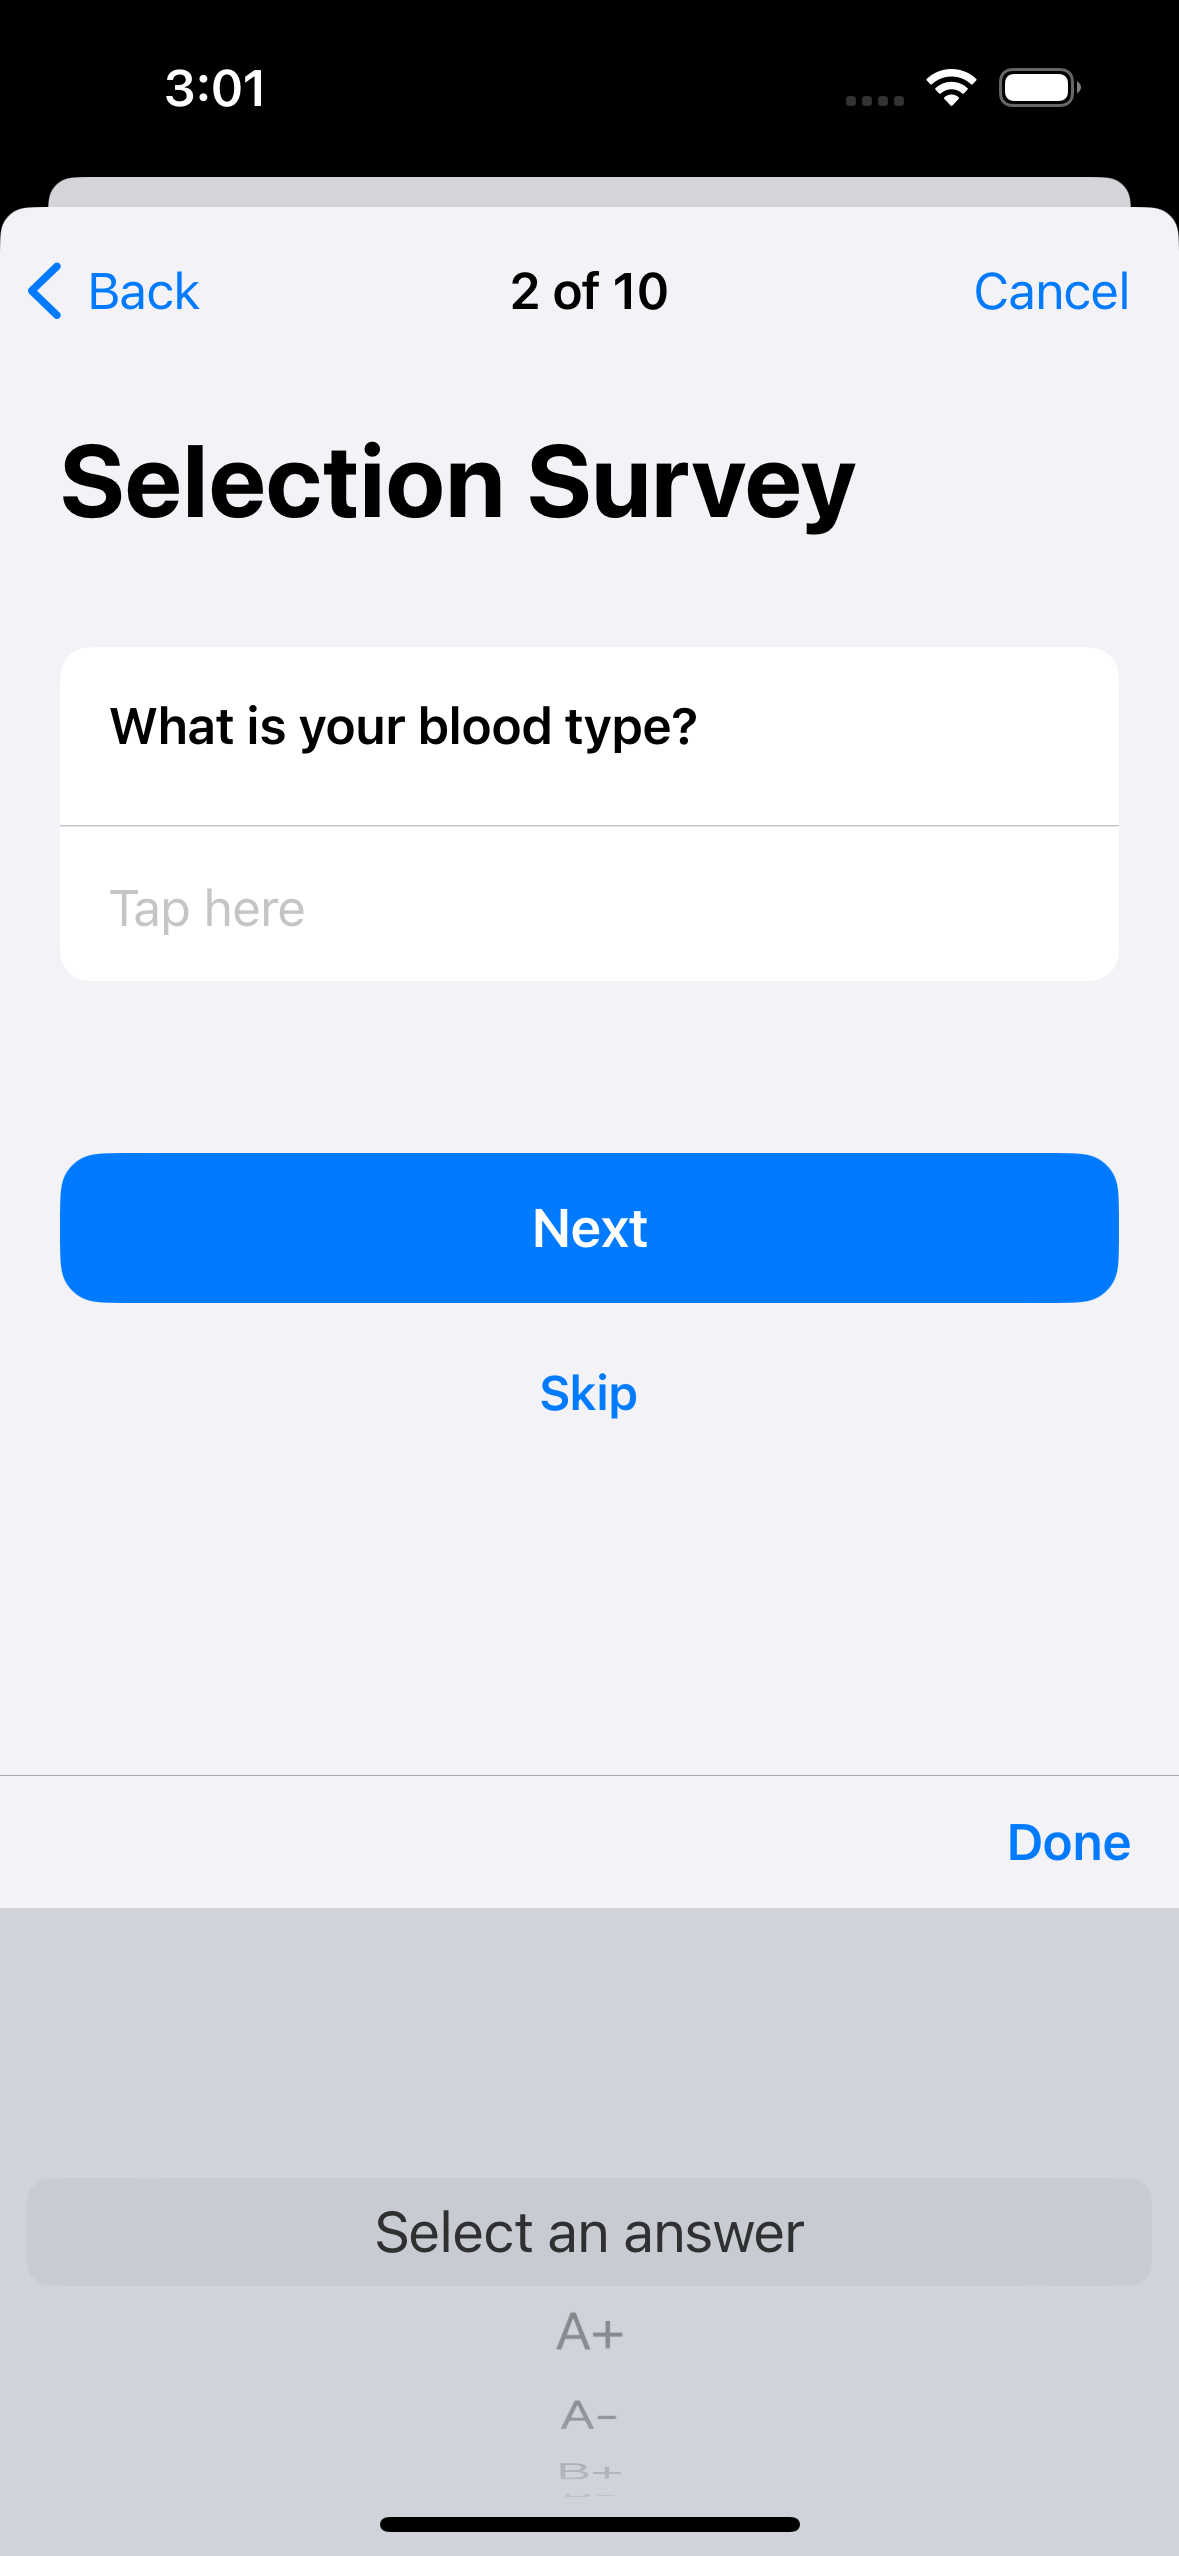 3:01
Back
2 of 10
Cancel
Selection Survey
What is your blood type?
Tap here
Next
Skip
Done
Select an answer
A+
A-
B+